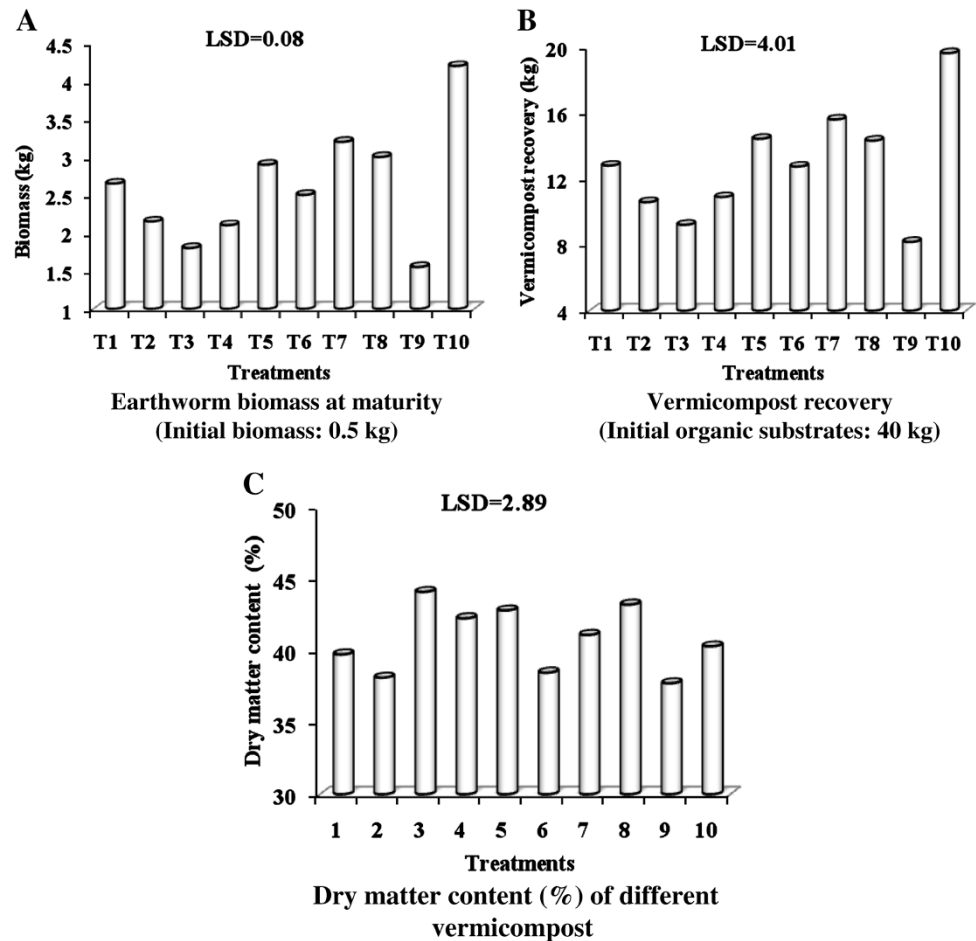 A
LSD=0.08
Biomass (kg)
4.5
4
3.5
3
2.5
2
1.5
1
T1 T2 T3 T4 T5 T6 T7 T8 T9 T10
Treatments
Earthworm biomass at maturity
(Initial biomass: 0.5 kg)
B
LSD=4.01
Vermicompost recovery (kg)
20
16
12
8
4
T1 T2 T3 T4 T5 T6 T7 T8 T9 T10
Treatments
Vermicompost recovery
(Initial organic substrates: 40 kg)
C
LSD=2.89
Dry matter content (%)
50
45
40
35
30
1 2 3 4 5 6 7 8 9 10
Treatments
Dry matter content (%) of different
vermicompost